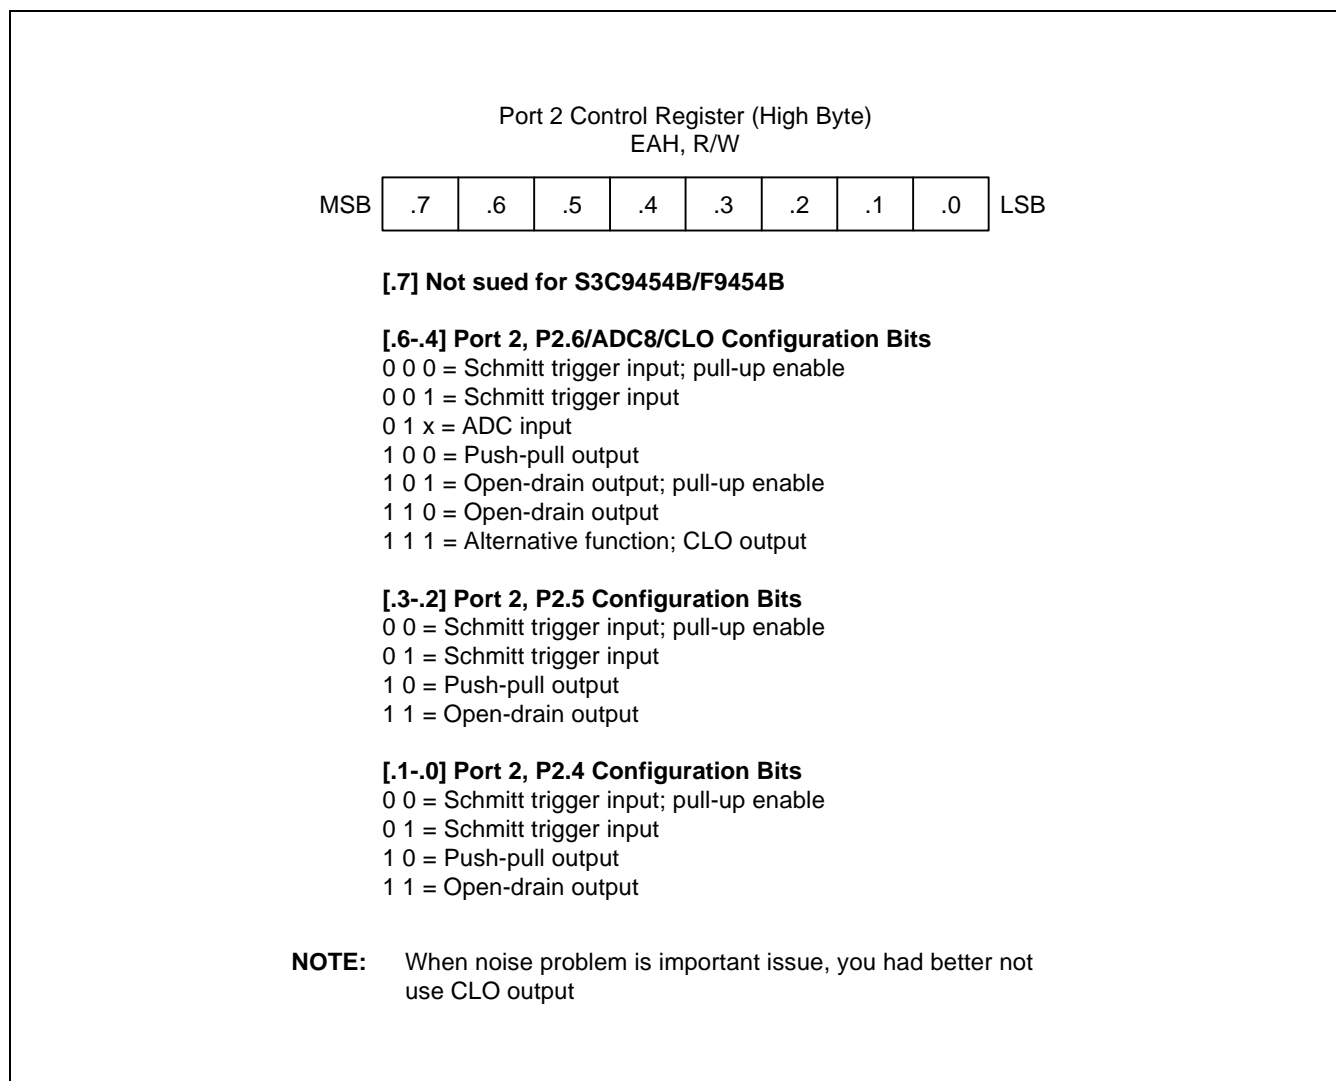 Port 2 Control Register (High Byte)
EAH, R/W
MSB .7 .6 .5 .4 .3 .2 .1 .0 LSB
[.7] Not sued for S3C9454B/F9454B
[.6-.4] Port 2, P2.6/ADC8/CLO Configuration Bits
0 0 0 = Schmitt trigger input; pull-up enable
0 0 1 = Schmitt trigger input
0 1 x = ADC input
1 0 0 = Push-pull output
1 0 1 = Open-drain output; pull-up enable
1 1 0 = Open-drain output
1 1 1 = Alternative function; CLO output
[.3-.2] Port 2, P2.5 Configuration Bits
0 0 = Schmitt trigger input; pull-up enable
0 1 = Schmitt trigger input
1 0 = Push-pull output
1 1 = Open-drain output
[.1-.0] Port 2, P2.4 Configuration Bits
0 0 = Schmitt trigger input; pull-up enable
0 1 = Schmitt trigger input
1 0 = Push-pull output
1 1 = Open-drain output
NOTE: When noise problem is important issue, you had better not
use CLO output